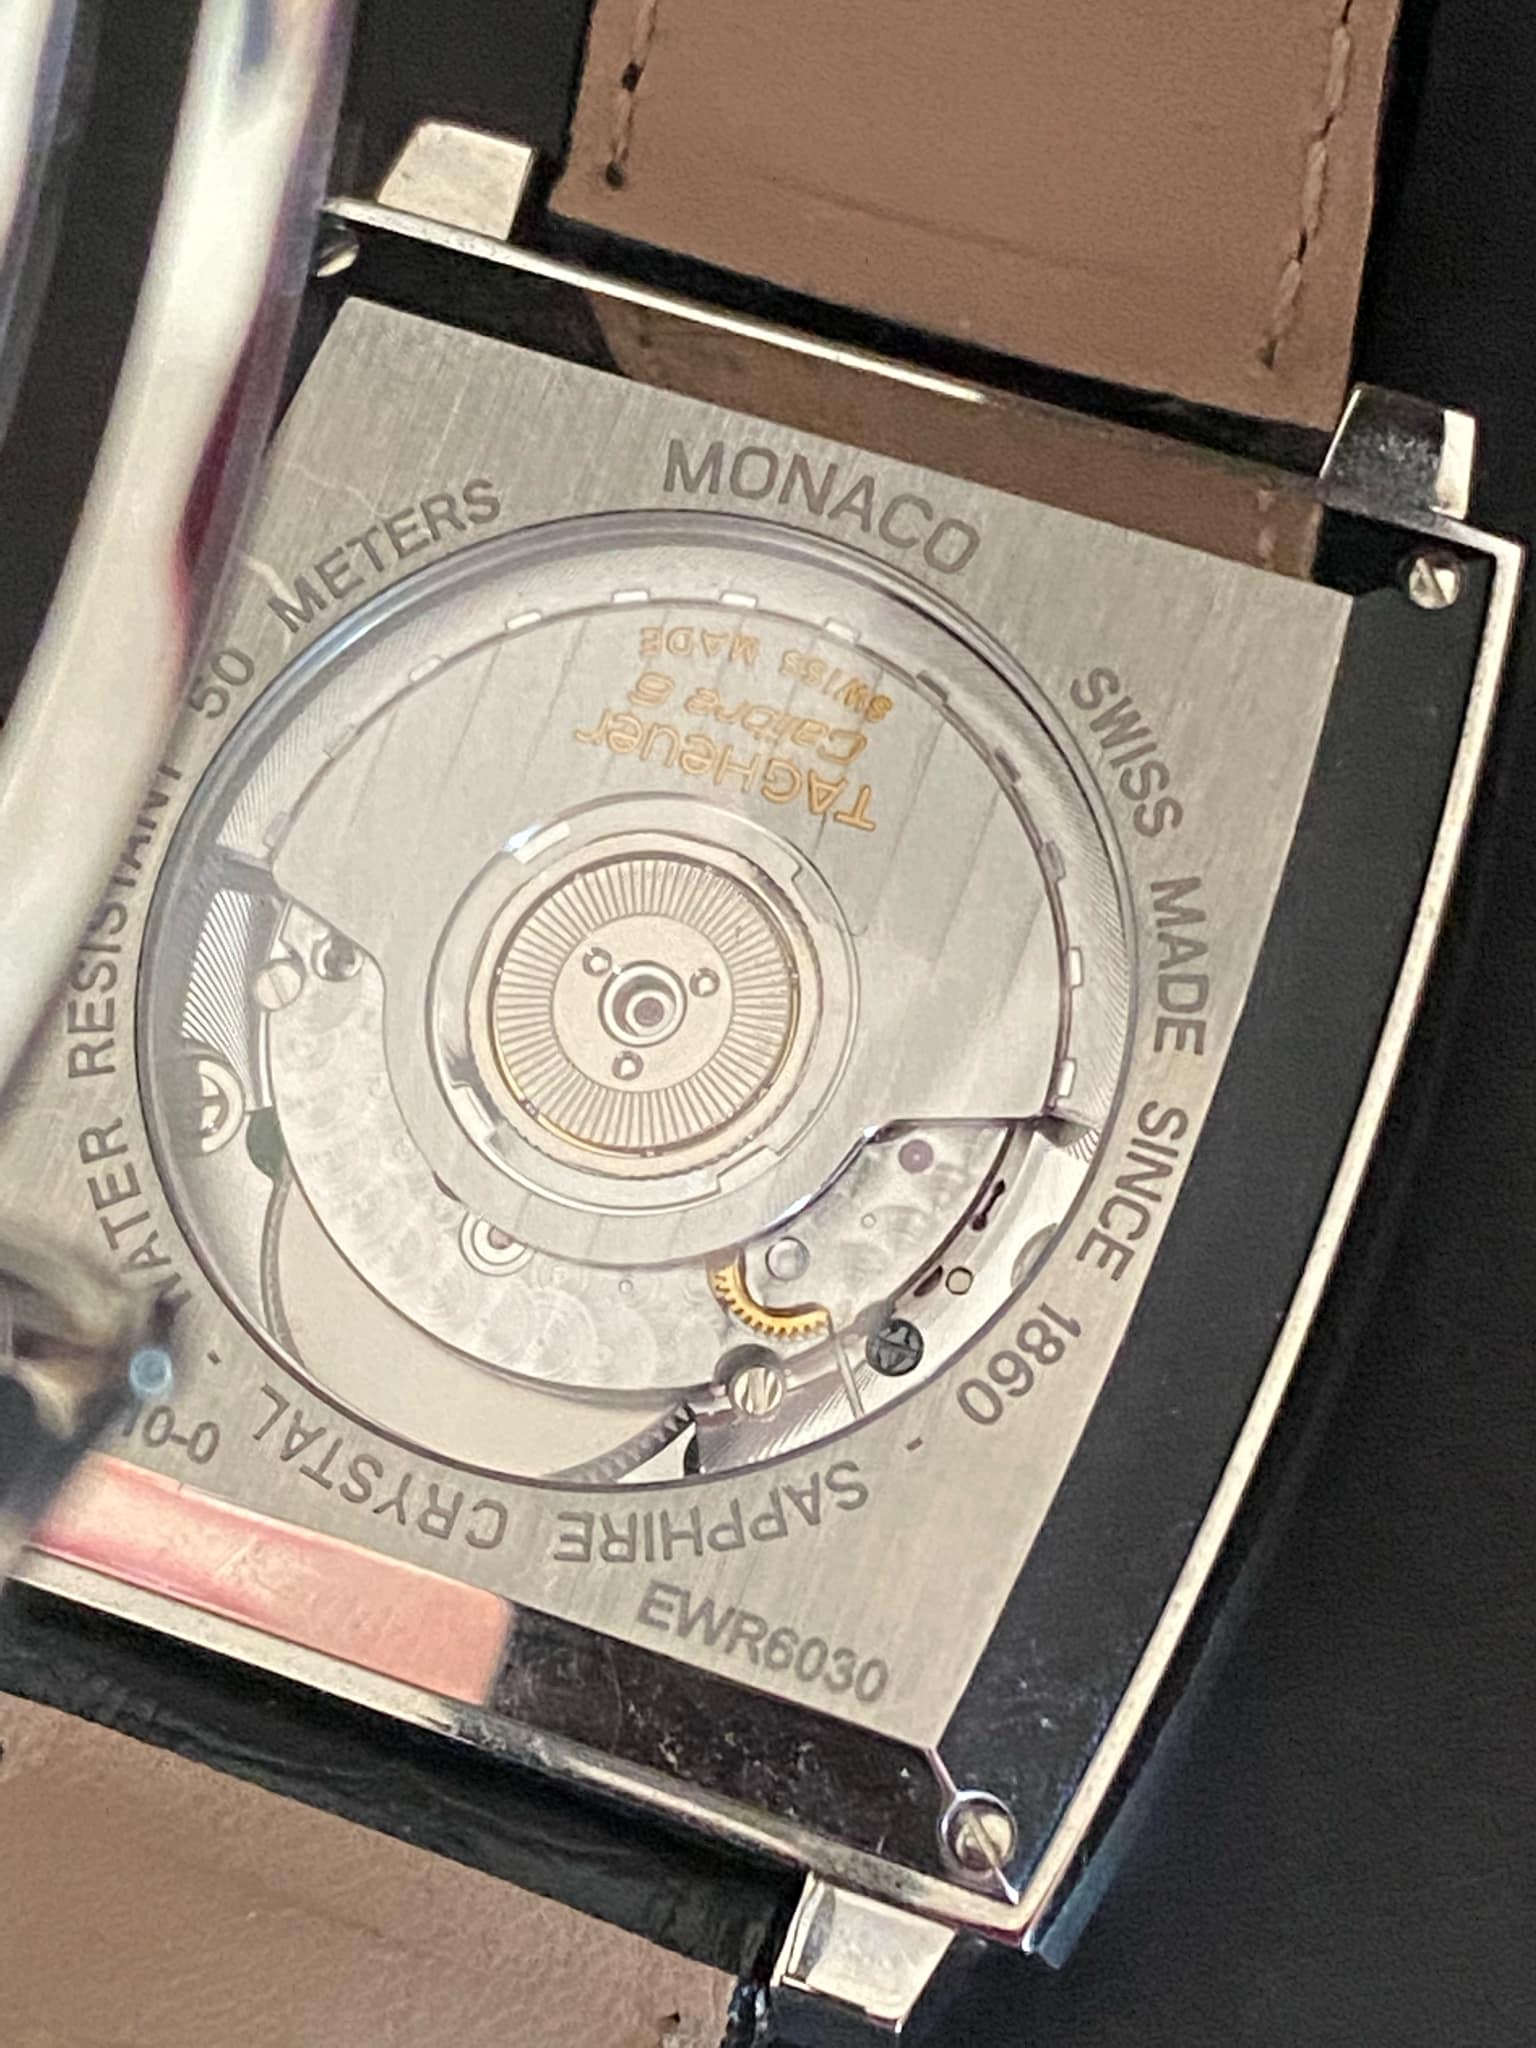 MONACO
SWISS MADE SINCE 1860 - SAPPHIRE CRYSTAL - WATER RESISTANT 50 METERS
TAGHeuer
Calibre 6
SWISS MADE
EWR6030